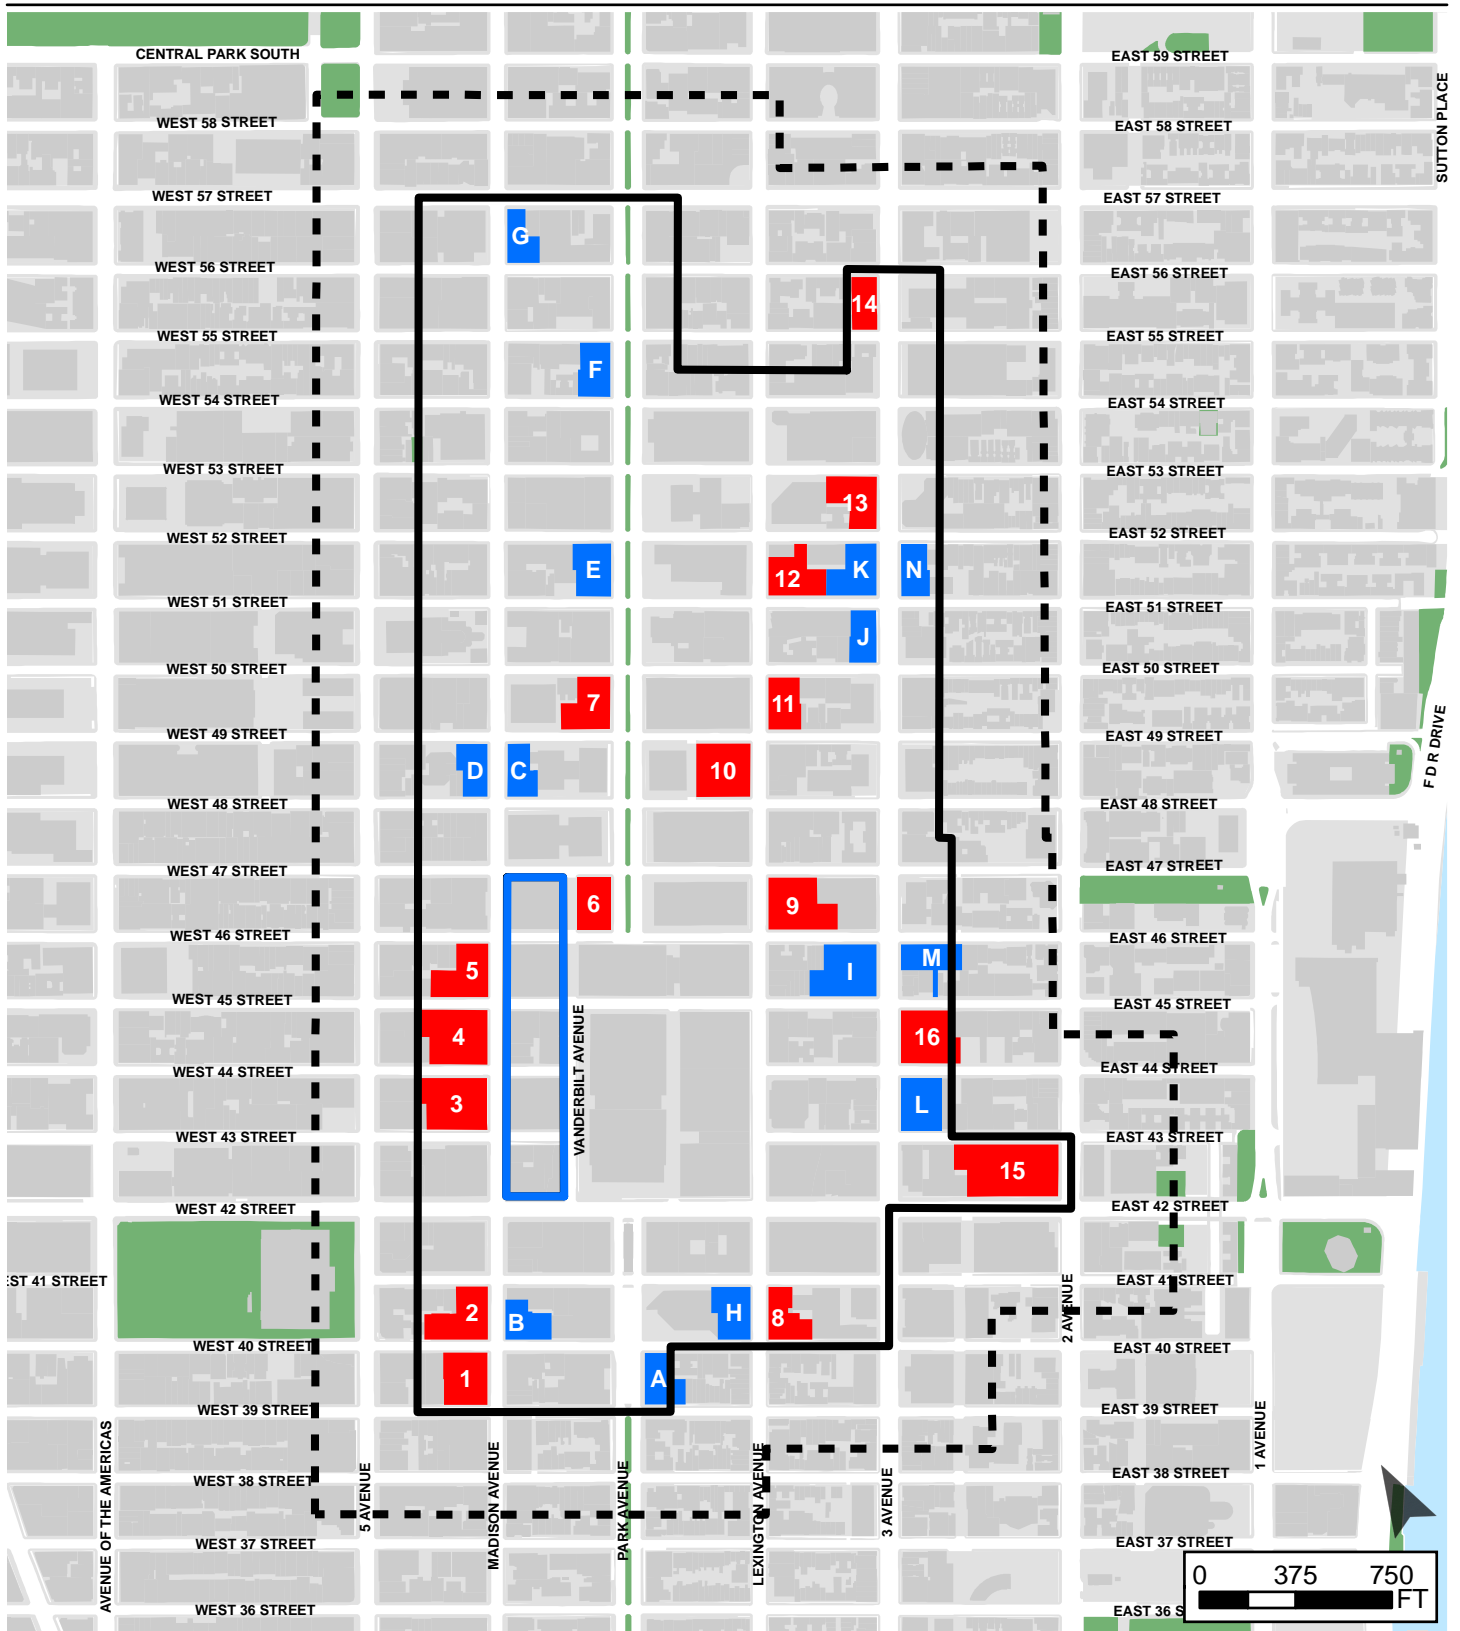 CENTRAL PARK SOUTH
EAST 59 STREET
SUTTON PLACE
WEST 58 STREET
EAST 58 STREET
WEST 57 STREET
EAST 57 STREET
G
WEST 56 STREET
EAST 56 STREET
14
WEST 55 STREET
EAST 55 STREET
F
WEST 54 STREET
EAST 54 STREET
WEST 53 STREET
EAST 53 STREET
13
WEST 52 STREET
EAST 52 STREET
E
12
K
N
WEST 51 STREET
EAST 51 STREET
J
WEST 50 STREET
EAST 50 STREET
7
11
WEST 49 STREET
EAST 49 STREET
F D R DRIVE
D
C
10
WEST 48 STREET
EAST 48 STREET
WEST 47 STREET
EAST 47 STREET
6
9
WEST 46 STREET
EAST 46 STREET
5
I
M
WEST 45 STREET
EAST 45 STREET
4
16
VANDERBILT AVENUE
WEST 44 STREET
EAST 44 STREET
3
L
WEST 43 STREET
EAST 43 STREET
15
WEST 42 STREET
EAST 42 STREET
EST 41 STREET
EAST 41 STREET
2
B
H
8
2 AVENUE
WEST 40 STREET
EAST 40 STREET
1
A
WEST 39 STREET
EAST 39 STREET
AVENUE OF THE AMERICAS
5 AVENUE
MADISON AVENUE
PARK AVENUE
LEXINGTON AVENUE
3 AVENUE
1 AVENUE
WEST 38 STREET
EAST 38 STREET
WEST 37 STREET
EAST 37 STREET
0 375 750
FT
WEST 36 STREET
EAST 36 S